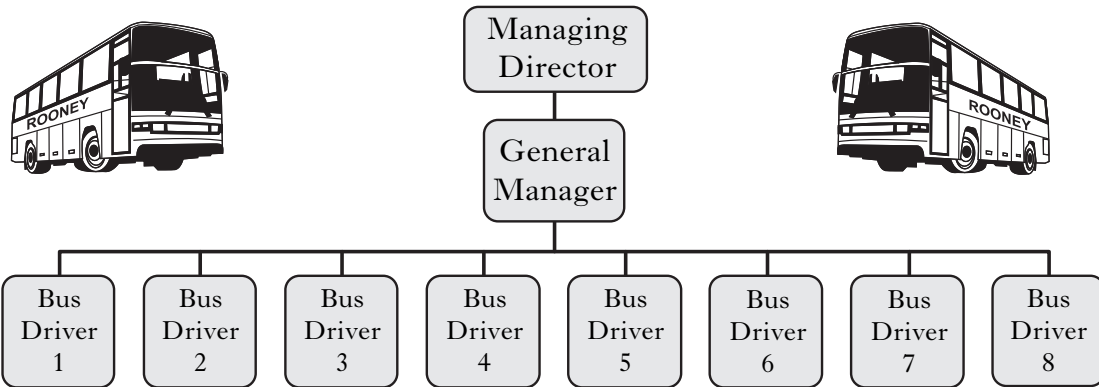 Managing
Director
ROONEY
ROONEY
General
Manager
Bus
Driver
1
Bus
Driver
2
Bus
Driver
3
Bus
Driver
4
Bus
Driver
5
Bus
Driver
6
Bus
Driver
7
Bus
Driver
8